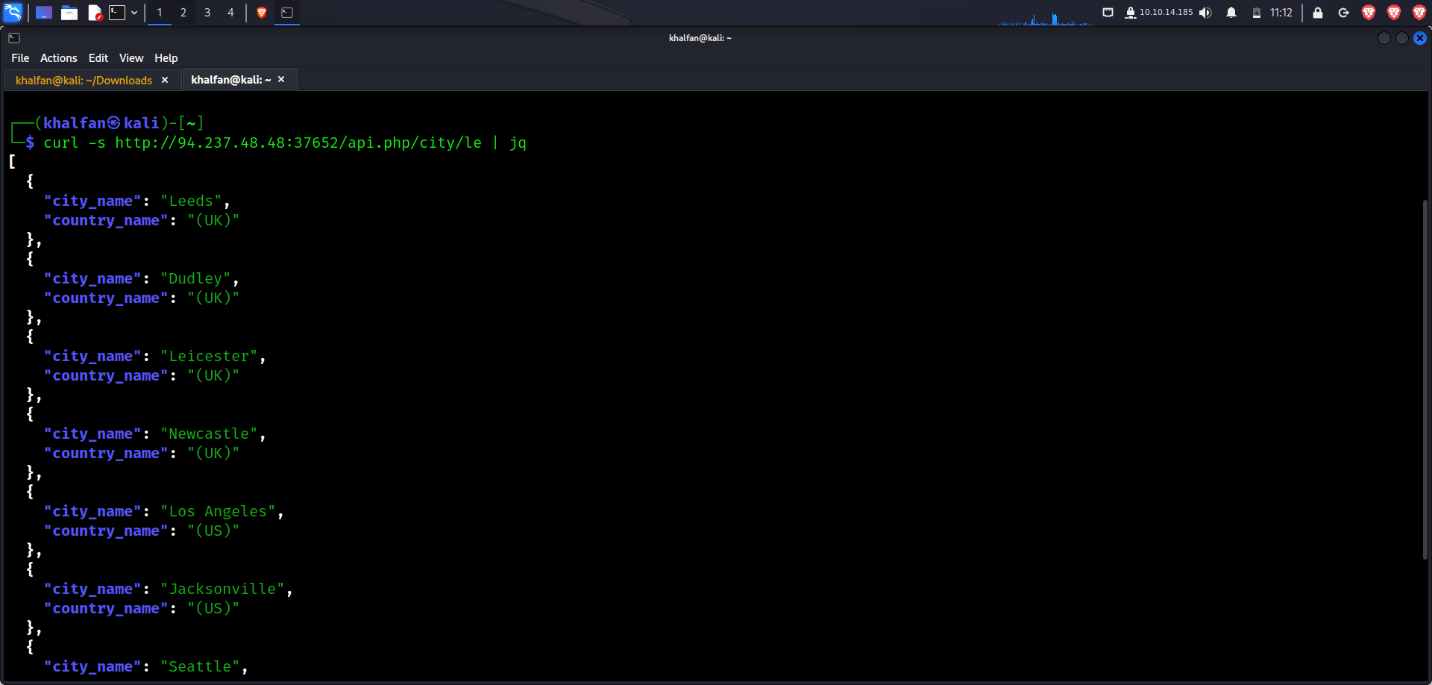 1 2 3 4 10.10.14.185 11:12
khalfan@kali: ~
File Actions Edit View Help
khalfan@kali: ~/Downloads × khalfan@kali: ~ ×
┌──(khalfan㉿kali)-[~]
└─$ curl -s http://94.237.48.48:37652/api.php/city/le | jq
[
  {
    "city_name": "Leeds",
    "country_name": "(UK)"
  },
  {
    "city_name": "Dudley",
    "country_name": "(UK)"
  },
  {
    "city_name": "Leicester",
    "country_name": "(UK)"
  },
  {
    "city_name": "Newcastle",
    "country_name": "(UK)"
  },
  {
    "city_name": "Los Angeles",
    "country_name": "(US)"
  },
  {
    "city_name": "Jacksonville",
    "country_name": "(US)"
  },
  {
    "city_name": "Seattle",